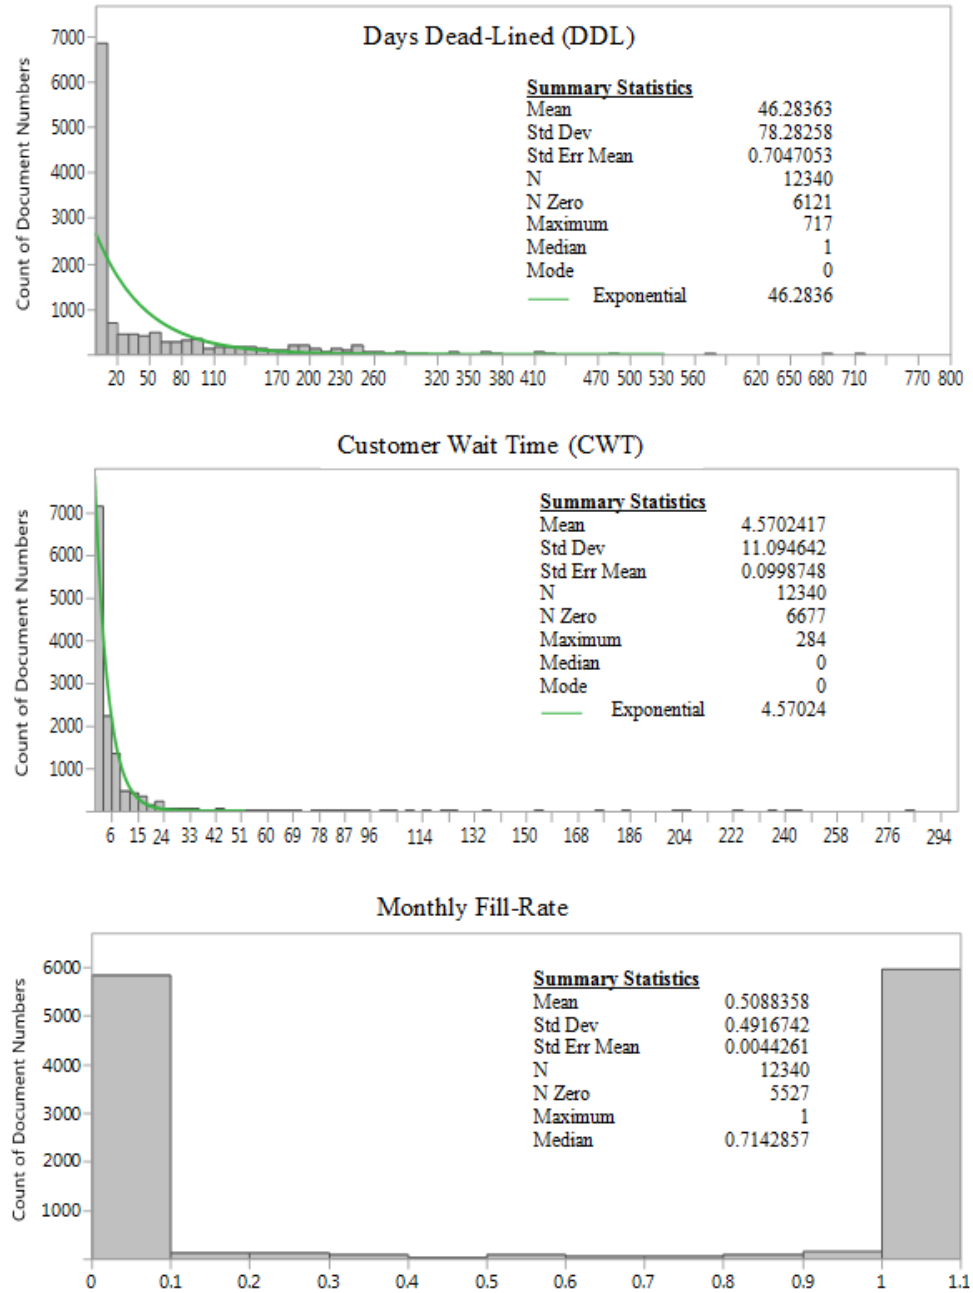 Days Dead-Lined (DDL)
Count of Document Numbers
7000
6000
5000
4000
3000
2000
1000
Summary Statistics
Mean 46.28363
Std Dev 78.28258
Std Err Mean 0.7047053
N 12340
N Zero 6121
Maximum 717
Median 1
Mode 0
Exponential 46.2836
20 50 80 110 170 200 230 260 320 350 380 410 470 500 530 560 620 650 680 710 770 800
Customer Wait Time (CWT)
Count of Document Numbers
7000
6000
5000
4000
3000
2000
1000
Summary Statistics
Mean 4.5702417
Std Dev 11.094642
Std Err Mean 0.0998748
N 12340
N Zero 6677
Maximum 284
Median 0
Mode 0
Exponential 4.57024
6 15 24 33 42 51 60 69 78 87 96 114 132 150 168 186 204 222 240 258 276 294
Monthly Fill-Rate
Count of Document Numbers
6000
5000
4000
3000
2000
1000
Summary Statistics
Mean 0.5088358
Std Dev 0.4916742
Std Err Mean 0.0044261
N 12340
N Zero 5527
Maximum 1
Median 0.7142857
0 0.1 0.2 0.3 0.4 0.5 0.6 0.7 0.8 0.9 1 1.1